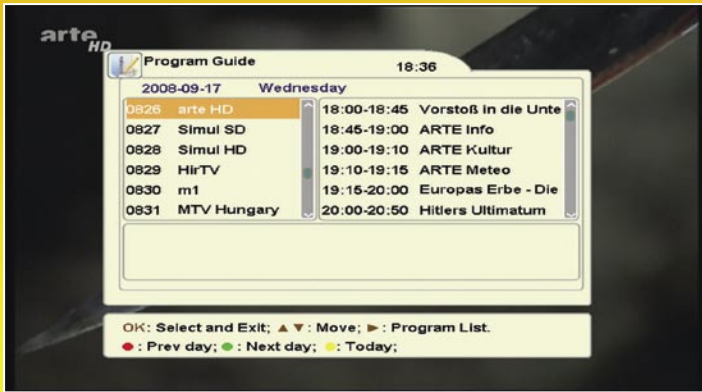 arte HD
Program Guide 18:36
2008-09-17 Wednesday
0826 arte HD
0827 Simul SD
0828 Simul HD
0829 HirTV
0830 m1
0831 MTV Hungary
18:00-18:45 Vorstoß in die Unte
18:45-19:00 ARTE Info
19:00-19:10 ARTE Kultur
19:10-19:15 ARTE Meteo
19:15-20:00 Europas Erbe - Die
20:00-20:50 Hitlers Ultimatum
OK: Select and Exit; ▲ ▼: Move; ►: Program List.
●: Prev day; ●: Next day; ●: Today;